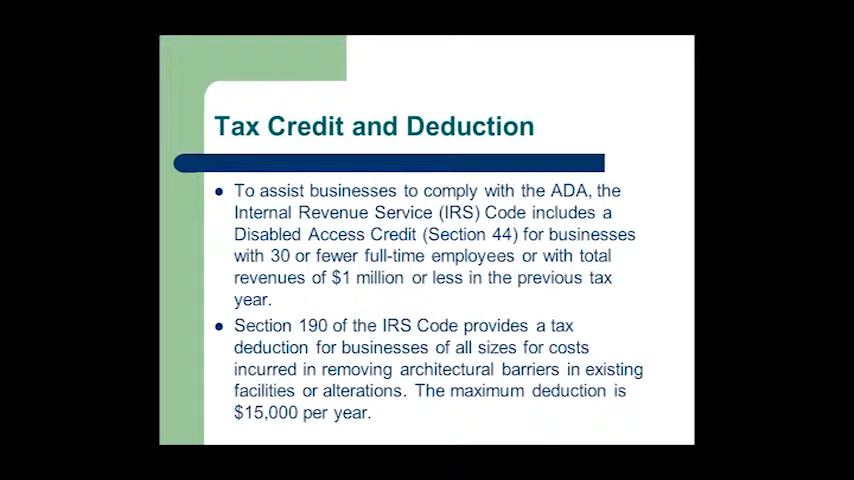 Tax Credit and Deduction
● To assist businesses to comply with the ADA, the
Internal Revenue Service (IRS) Code includes a
Disabled Access Credit (Section 44) for businesses
with 30 or fewer full-time employees or with total
revenues of $1 million or less in the previous tax
year.
● Section 190 of the IRS Code provides a tax
deduction for businesses of all sizes for costs
incurred in removing architectural barriers in existing
facilities or alterations. The maximum deduction is
$15,000 per year.